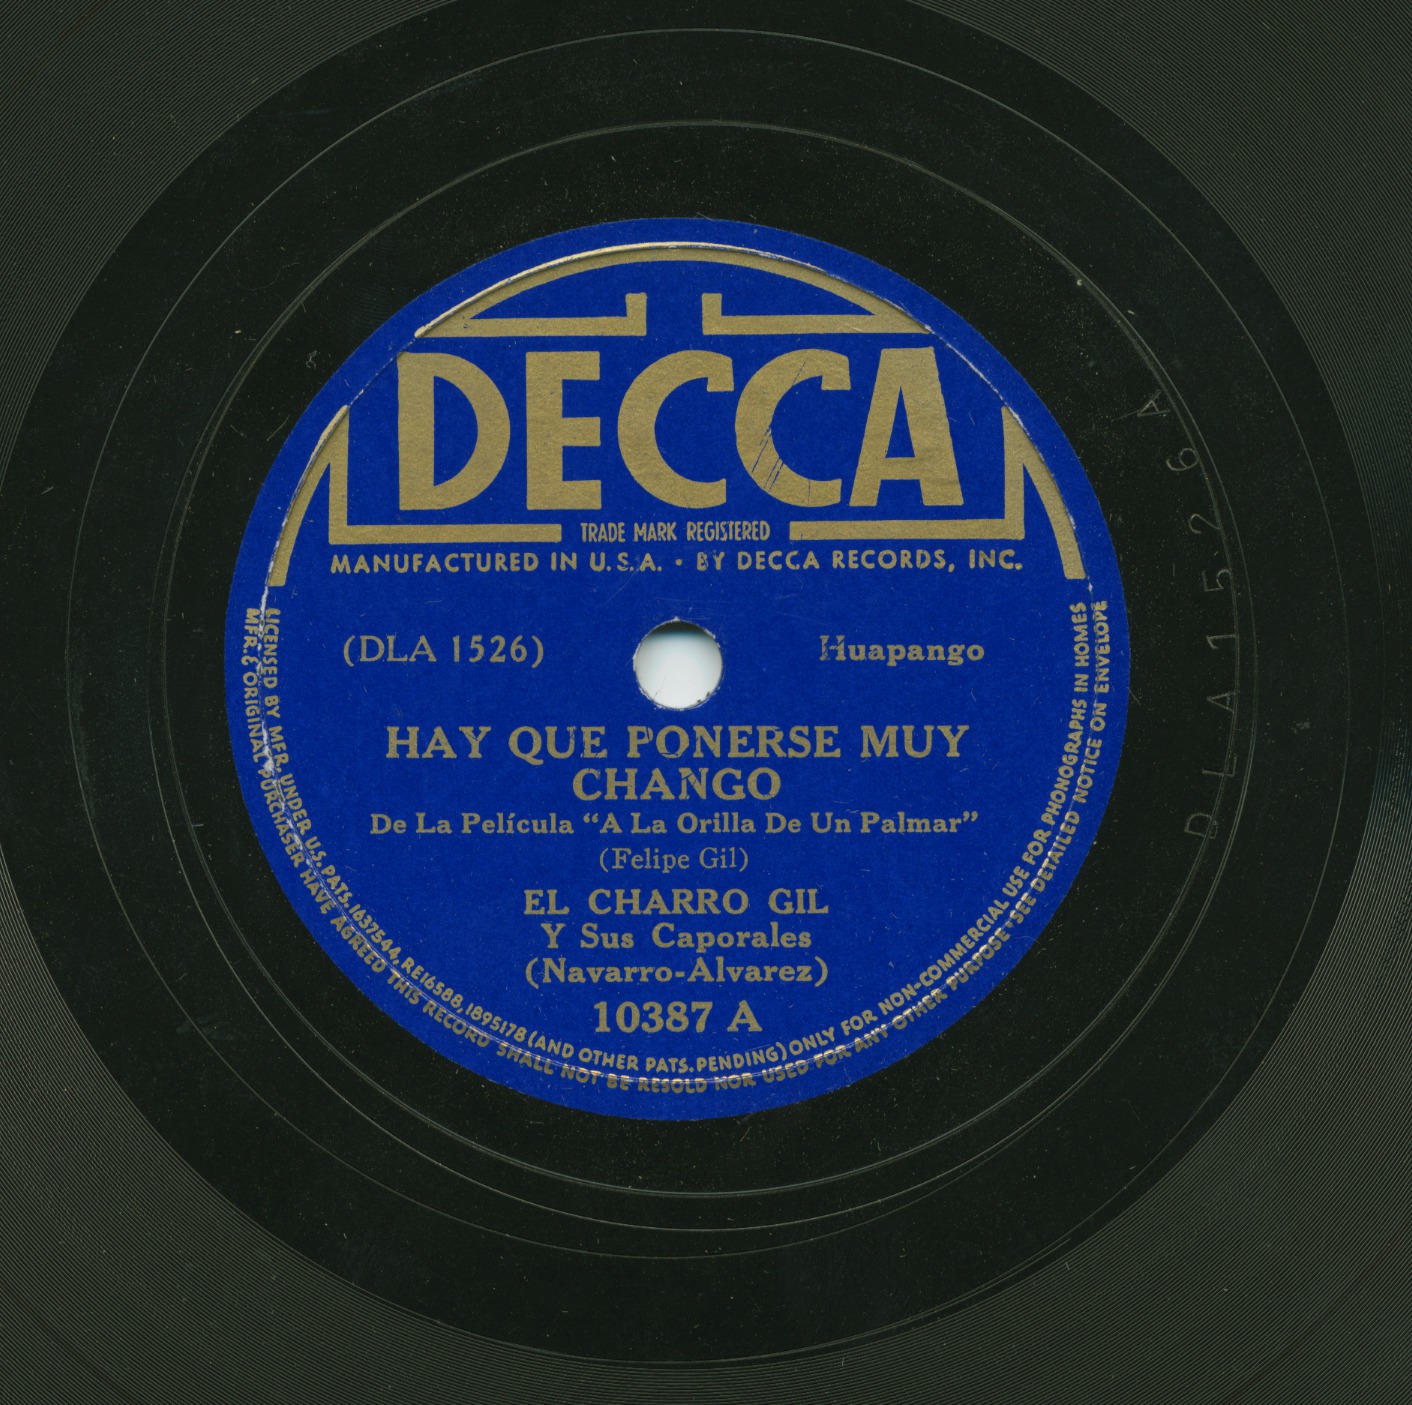 DECCA
TRADE MARK REGISTERED
MANUFACTURED IN U.S.A. • BY DECCA RECORDS, INC.
(DLA 1526)
Huapango
HAY QUE PONERSE MUY
CHANGO
De La Película “A La Orilla De Un Palmar”
(Felipe Gil)
EL CHARRO GIL
Y Sus Caporales
(Navarro-Alvarez)
10387 A
LICENSED BY MFR. UNDER U.S. PATS. 1637544, RE16588, 1895178 (AND OTHER PATS. PENDING) ONLY FOR NON-COMMERCIAL USE FOR PHONOGRAPHS IN HOMES
MFR. & ORIGINAL PURCHASER HAVE AGREED THIS RECORD SHALL NOT BE RESOLD NOR USED FOR ANY OTHER PURPOSE • SEE DETAILED NOTICE ON ENVELOPE
DLA1526A